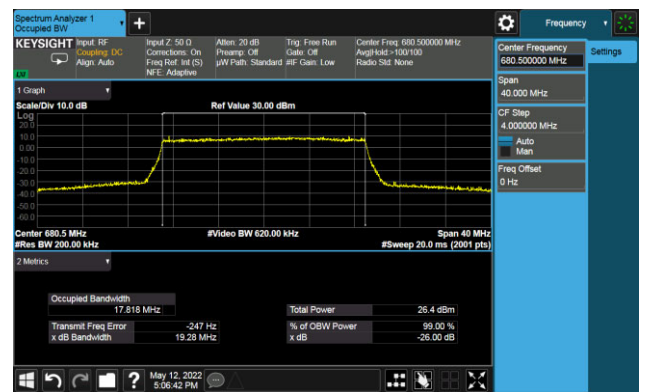 Spectrum Analyzer 1
Occupied BW
Frequency
KEYSIGHT
Input: RF
Coupling: DC
Align: Auto
Input Z: 50 Ω
Corrections: On
Freq Ref: Int (S)
NFE: Adaptive
Atten: 20 dB
Preamp: Off
µW Path: Standard
Trig: Free Run
Gate: Off
#IF Gain: Low
Center Freq: 680.500000 MHz
Avg|Hold:>100/100
Radio Std: None
LXI
Center Frequency
680.500000 MHz
Settings
Span
40.000 MHz
CF Step
4.000000 MHz
Auto
Man
Freq Offset
0 Hz
1 Graph
Scale/Div 10.0 dB
Ref Value 30.00 dBm
Log
20.0
10.0
0.00
-10.0
-20.0
-30.0
-40.0
-50.0
-60.0
Center 680.5 MHz
#Video BW 620.00 kHz
Span 40 MHz
#Res BW 200.00 kHz
#Sweep 20.0 ms (2001 pts)
2 Metrics
Occupied Bandwidth
17.818 MHz
Total Power 26.4 dBm
Transmit Freq Error -247 Hz
% of OBW Power 99.00 %
x dB Bandwidth 19.28 MHz
x dB -26.00 dB
May 12, 2022
5:06:42 PM